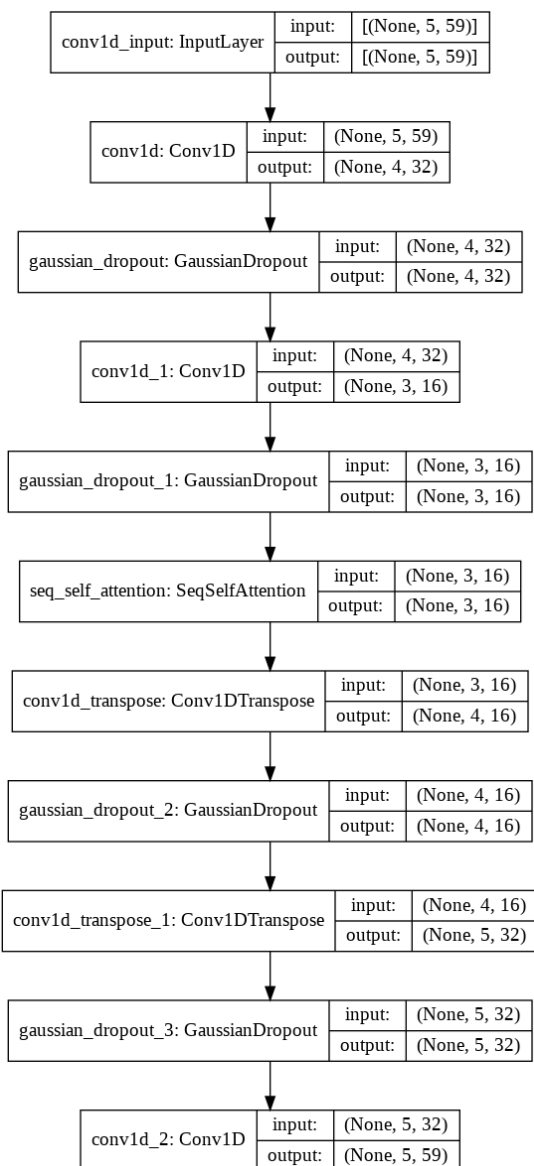 conv1d_input: InputLayer
input: [(None, 5, 59)]
output: [(None, 5, 59)]
conv1d: Conv1D
input: (None, 5, 59)
output: (None, 4, 32)
gaussian_dropout: GaussianDropout
input: (None, 4, 32)
output: (None, 4, 32)
conv1d_1: Conv1D
input: (None, 4, 32)
output: (None, 3, 16)
gaussian_dropout_1: GaussianDropout
input: (None, 3, 16)
output: (None, 3, 16)
seq_self_attention: SeqSelfAttention
input: (None, 3, 16)
output: (None, 3, 16)
conv1d_transpose: Conv1DTranspose
input: (None, 3, 16)
output: (None, 4, 16)
gaussian_dropout_2: GaussianDropout
input: (None, 4, 16)
output: (None, 4, 16)
conv1d_transpose_1: Conv1DTranspose
input: (None, 4, 16)
output: (None, 5, 32)
gaussian_dropout_3: GaussianDropout
input: (None, 5, 32)
output: (None, 5, 32)
conv1d_2: Conv1D
input: (None, 5, 32)
output: (None, 5, 59)